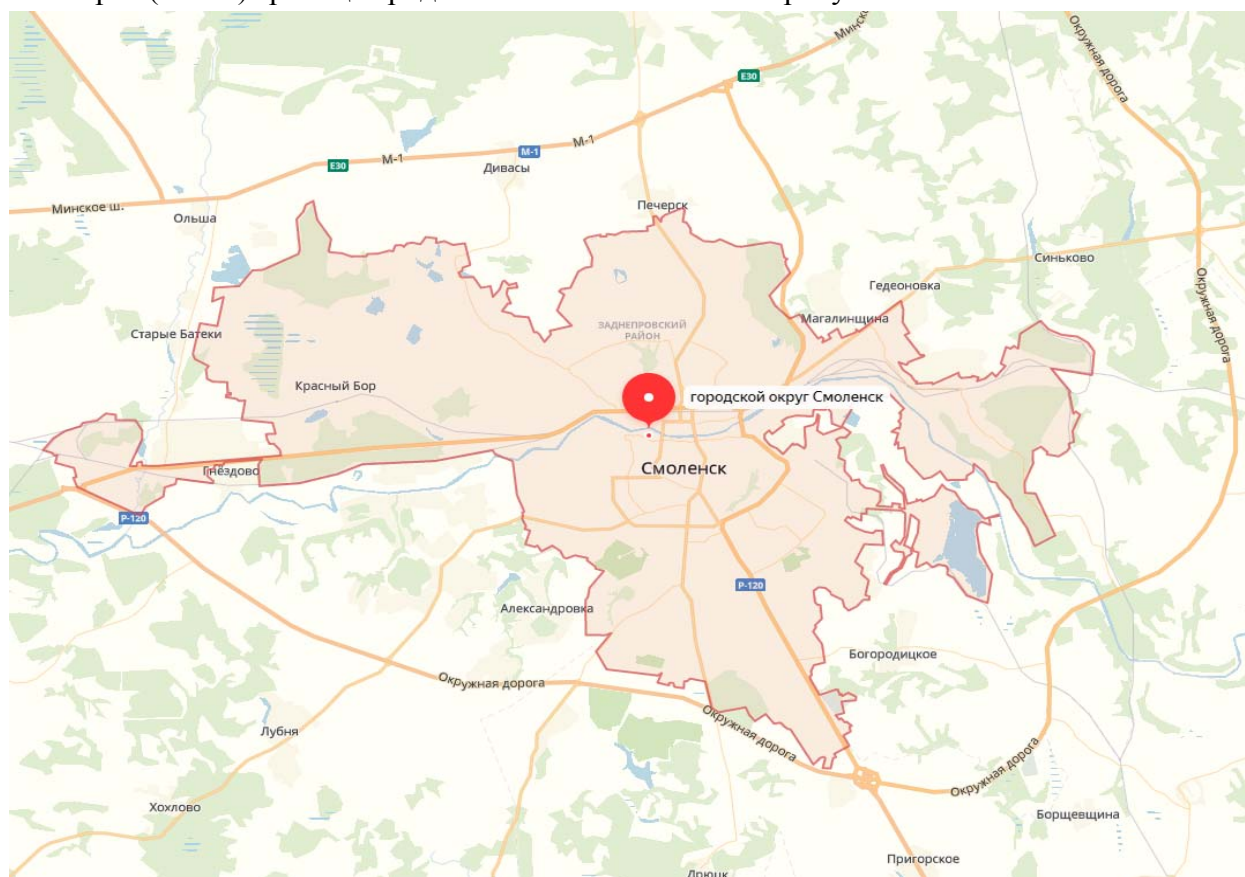 Окружная дорога
Минское
E30
М-1
М-1
E30
М-1
Дивасы
Минское ш.
Ольша
Печерск
Синьково
Гедеоновка
Окружная дорога
Старые Батеки
ЗАДНЕПРОВСКИЙ
РАЙОН
Магалинщина
Красный Бор
городской округ Смоленск
Гнёздово
Смоленск
Р-120
Р-120
Александровка
Богородицкое
Окружная дорога
Окружная дорога
Лубня
Окружная дорога
Хохлово
Борщевщина
Пригорское
Дрюцк